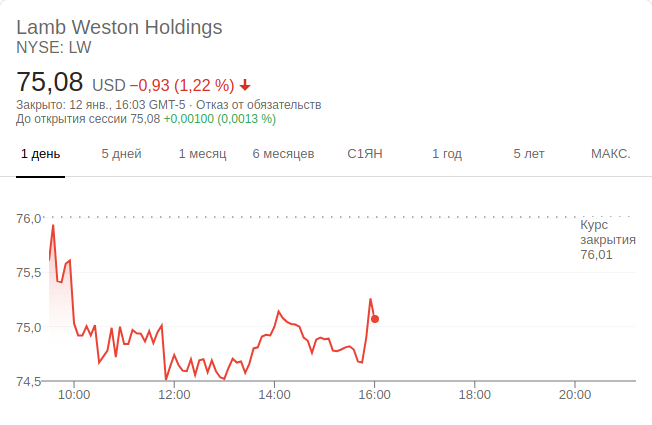 Lamb Weston Holdings
NYSE: LW
75,08 USD −0,93 (1,22 %)
Закрыто: 12 янв., 16:03 GMT-5 · Отказ от обязательств
До открытия сессии 75,08 +0,00100 (0,0013 %)
1 день 5 дней 1 месяц 6 месяцев С1ЯН 1 год 5 лет МАКС.
76,0
Курс
закрытия
76,01
75,5
75,0
74,5
10:00 12:00 14:00 16:00 18:00 20:00